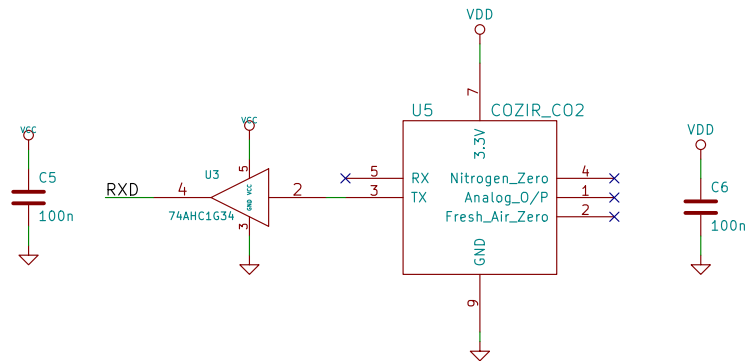 VDD
7
U5 COZIR_CO2
3.3V
VCC
VCC
VDD
C5
100n
RXD
4
U3
5
GND VCC
74AHC1G34
3
2
5 RX
3 TX
Nitrogen_Zero 4
Analog_O/P 1
Fresh_Air_Zero 2
GND
9
C6
100n